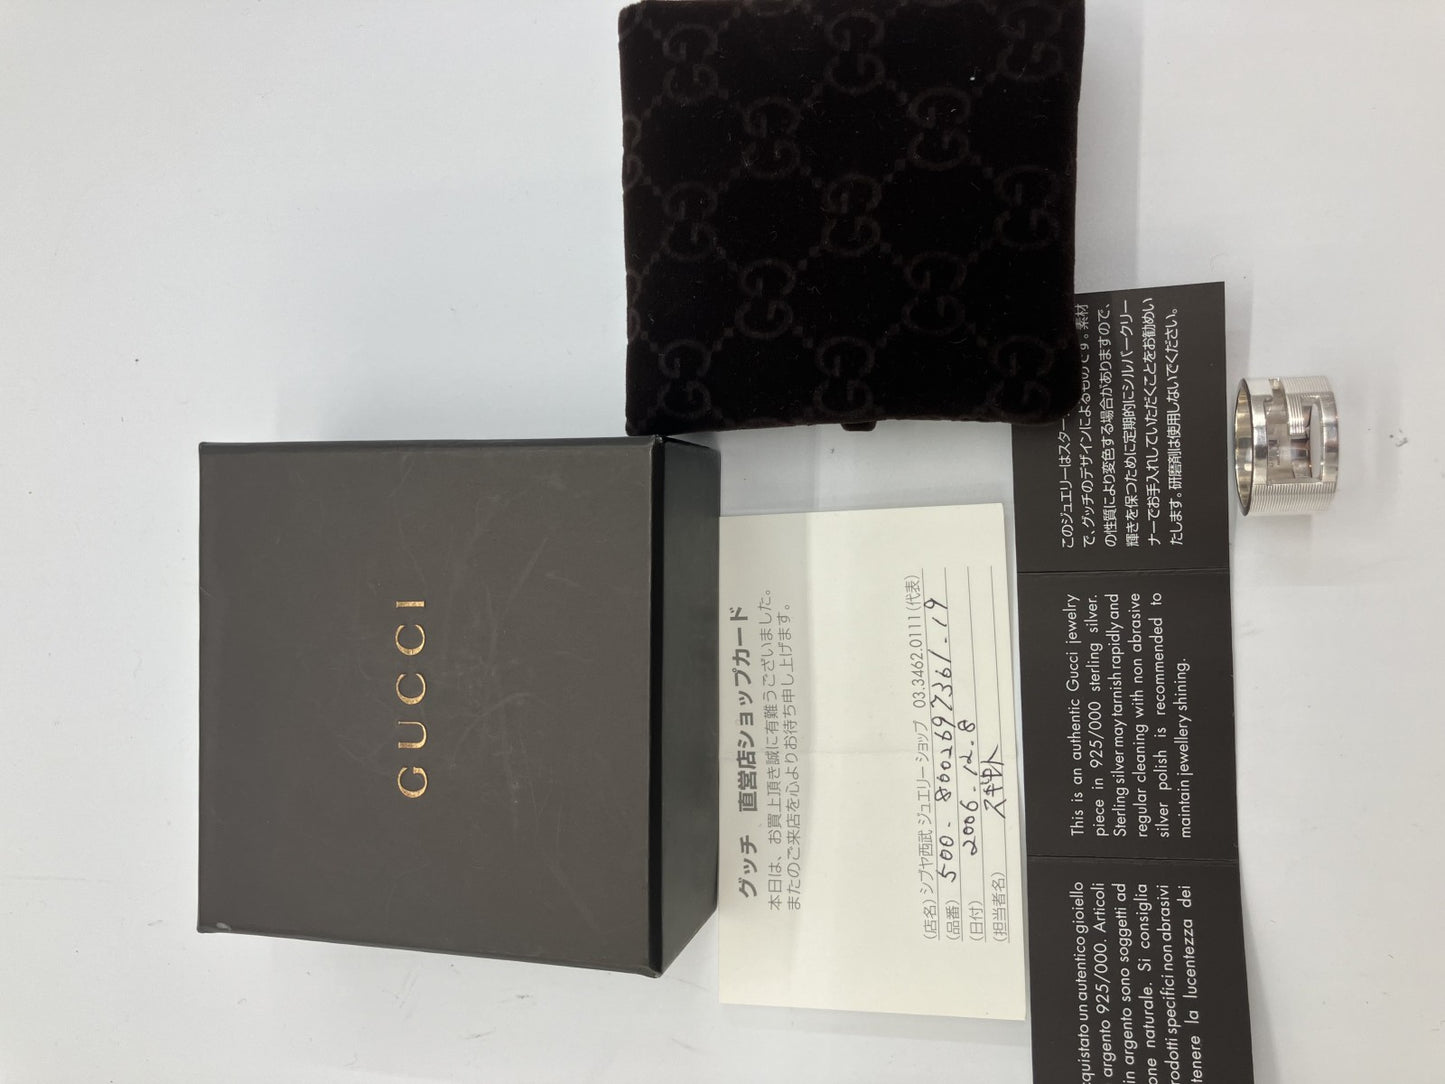 GUCCI
グッチ 直営店ショップカード
本日は、お買上頂き誠に有難うございました。
またのご来店を心よりお待ち申し上げます。
(店名) シブヤ西武 ジュエリー ショップ 03.3462.0111 (代表)
(品番) 500-8002697361-19
(日付) 2006.12.8
(担当者名)
このジュエリーはスター
で、グッチのデザインによるものです。素材
の性質により変色する場合がありますので、
輝きを保つために定期的にシルバークリー
ナーでお手入れしていただくことをお勧めい
たします。研磨剤は使用しないでください。
This is an authentic Gucci jewelry
piece in 925/000 sterling silver.
Sterling silver may tarnish rapidly and
regular cleaning with non abrasive
silver polish is recommended to
maintain jewellery shining.
cquistato un autentico gioiello
argento 925/000. Articoli
in argento sono soggetti ad
one naturale. Si consiglia
rodotti specifici non abrasivi
tenere la lucentezza dei